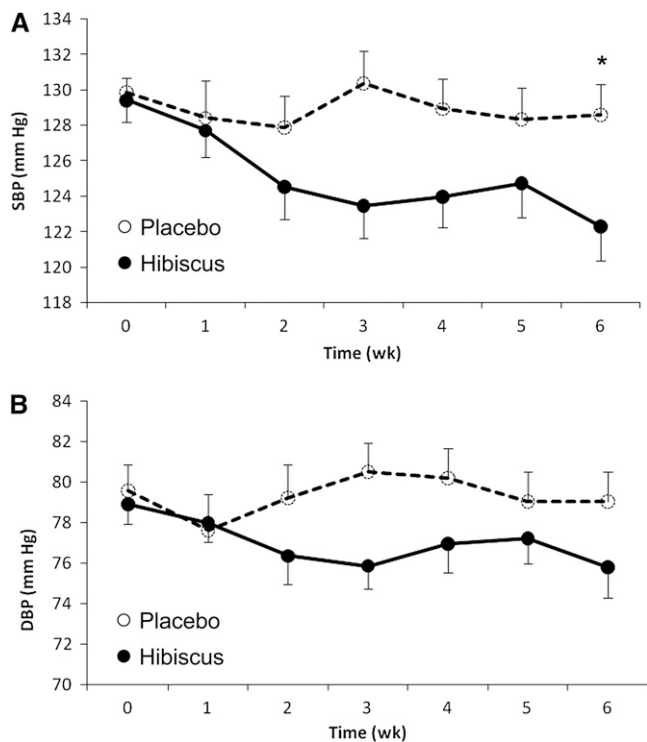 A
134
132
130
128
126
124
122
120
118
SBP (mm Hg)
*
Placebo
Hibiscus
0 1 2 3 4 5 6
Time (wk)
B
84
82
80
78
76
74
72
70
DBP (mm Hg)
Placebo
Hibiscus
0 1 2 3 4 5 6
Time (wk)